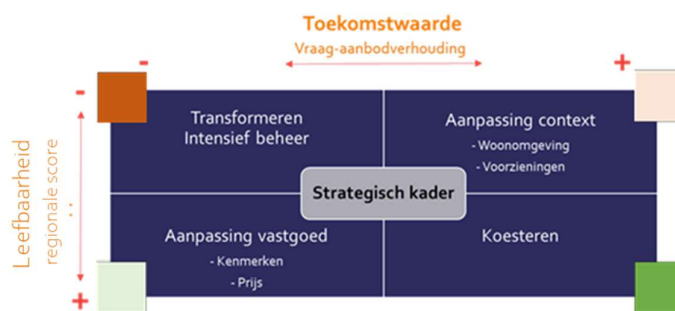 Toekomstwaarde
Vraag-aanbodverhouding
-
+
-
Transformeren
Intensief beheer
Aanpassing context
- Woonomgeving
- Voorzieningen
Leefbaarheid
regionale score
Strategisch kader
Aanpassing vastgoed
- Kenmerken
- Prijs
Koesteren
+